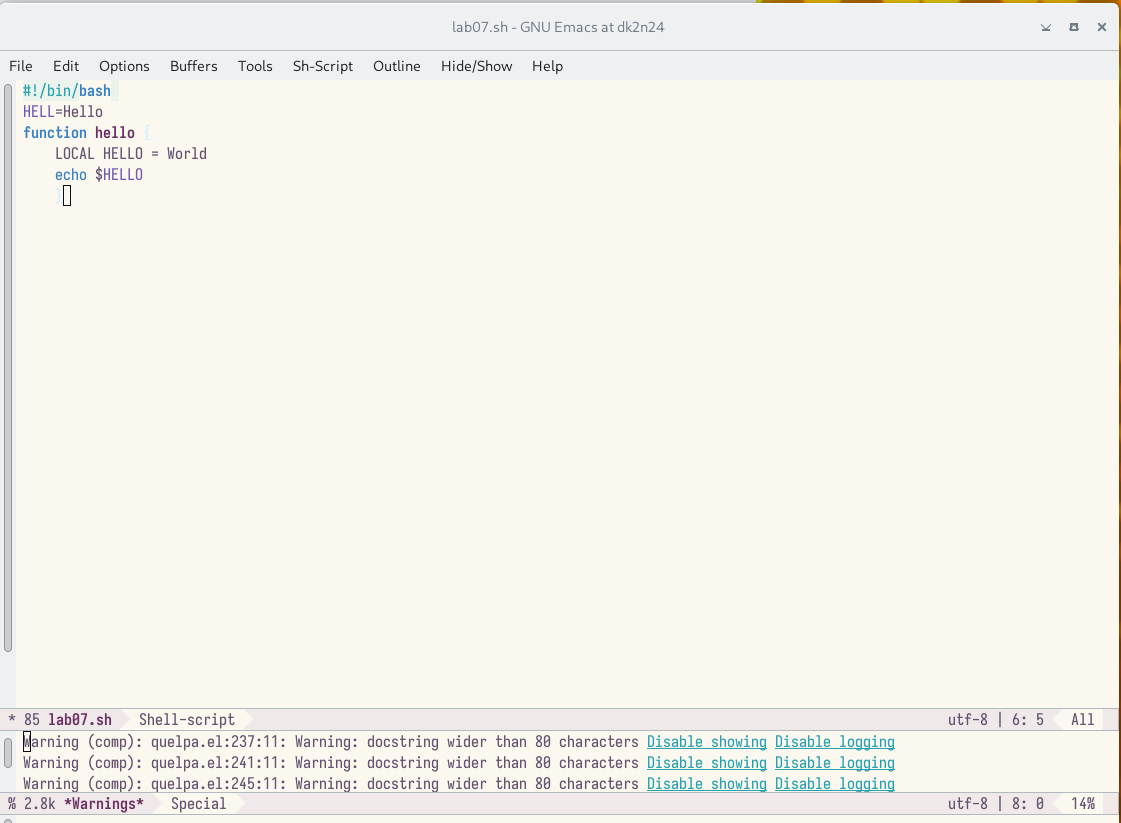 lab07.sh - GNU Emacs at dk2n24
File Edit Options Buffers Tools Sh-Script Outline Hide/Show Help
#!/bin/bash
HELL=Hello
function hello {
    LOCAL HELLO = World
    echo $HELLO
    }
* 85 lab07.sh Shell-script utf-8 | 6: 5 All
Warning (comp): quelpa.el:237:11: Warning: docstring wider than 80 characters Disable showing Disable logging
Warning (comp): quelpa.el:241:11: Warning: docstring wider than 80 characters Disable showing Disable logging
Warning (comp): quelpa.el:245:11: Warning: docstring wider than 80 characters Disable showing Disable logging
% 2.8k *Warnings* Special utf-8 | 8: 0 14%